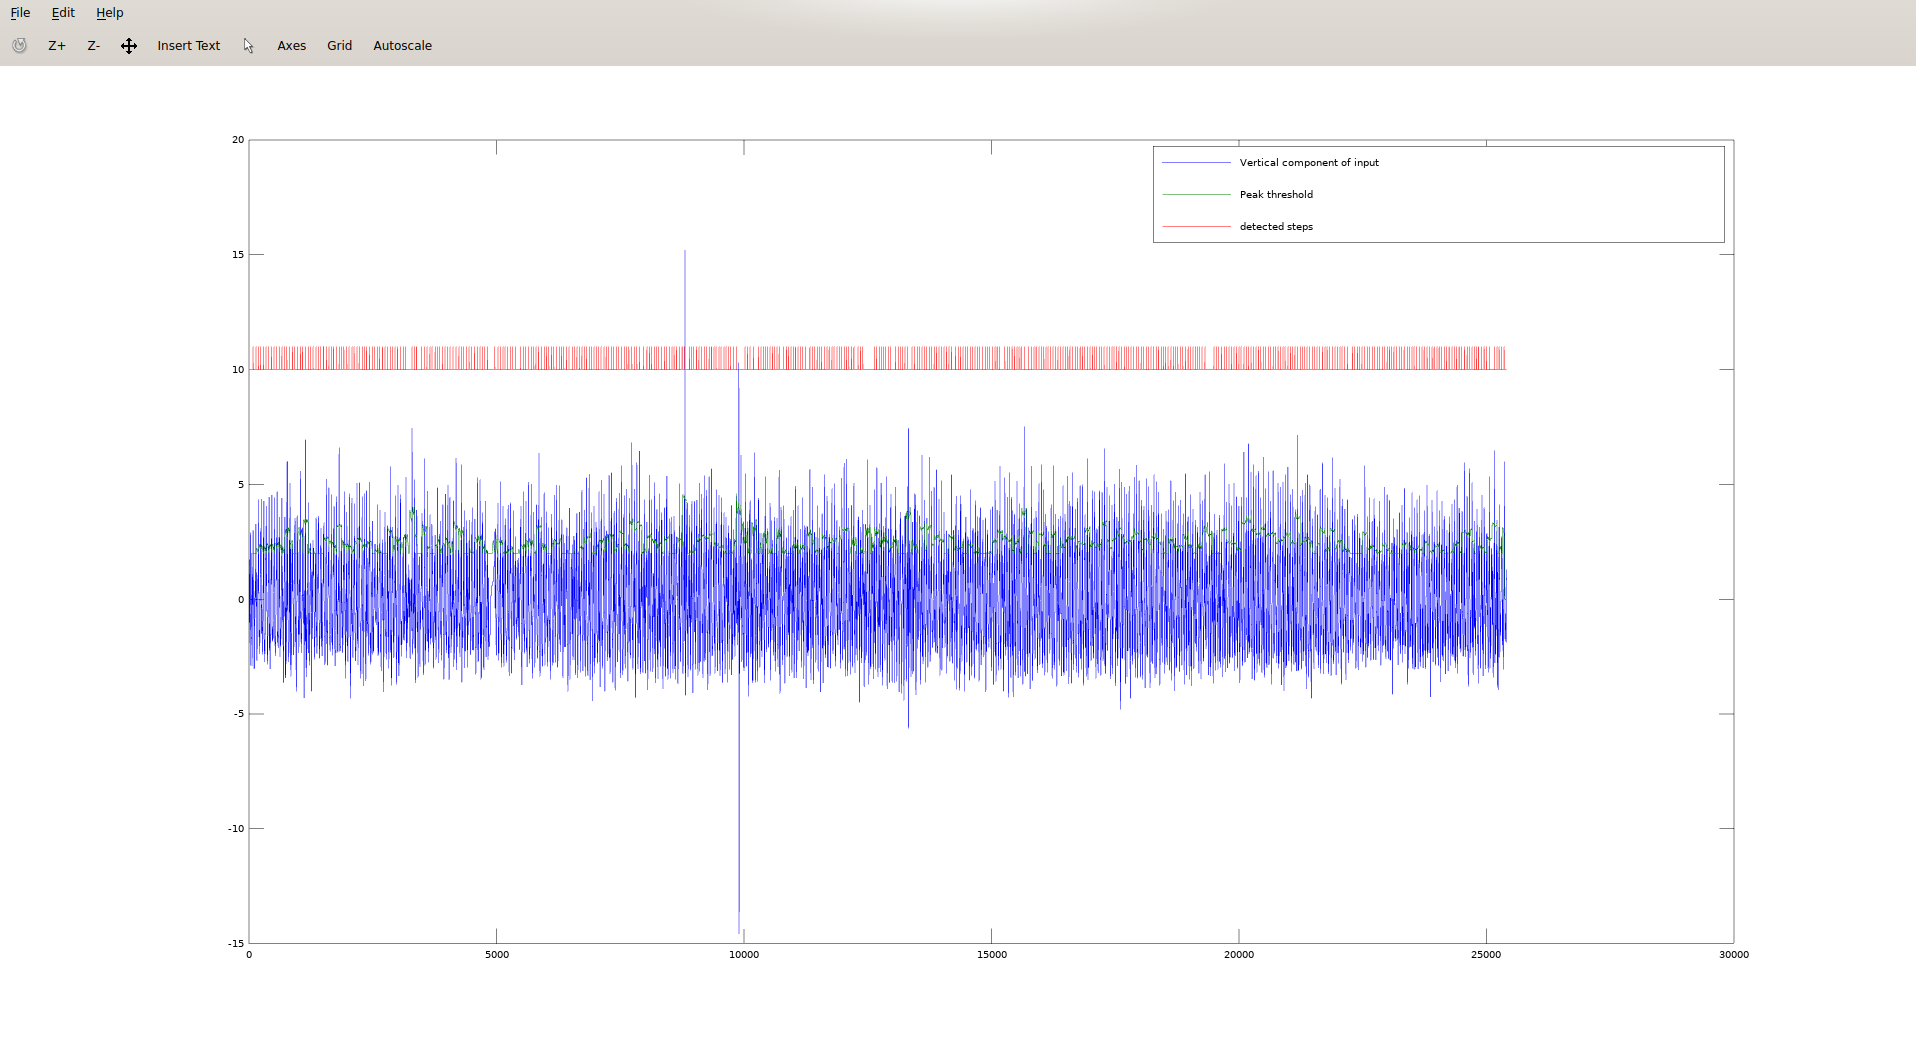 File Edit Help
Z+ Z- Insert Text Axes Grid Autoscale
20
Vertical component of input
Peak threshold
detected steps
15
10
5
0
-5
-10
-15
0 5000 10000 15000 20000 25000 30000